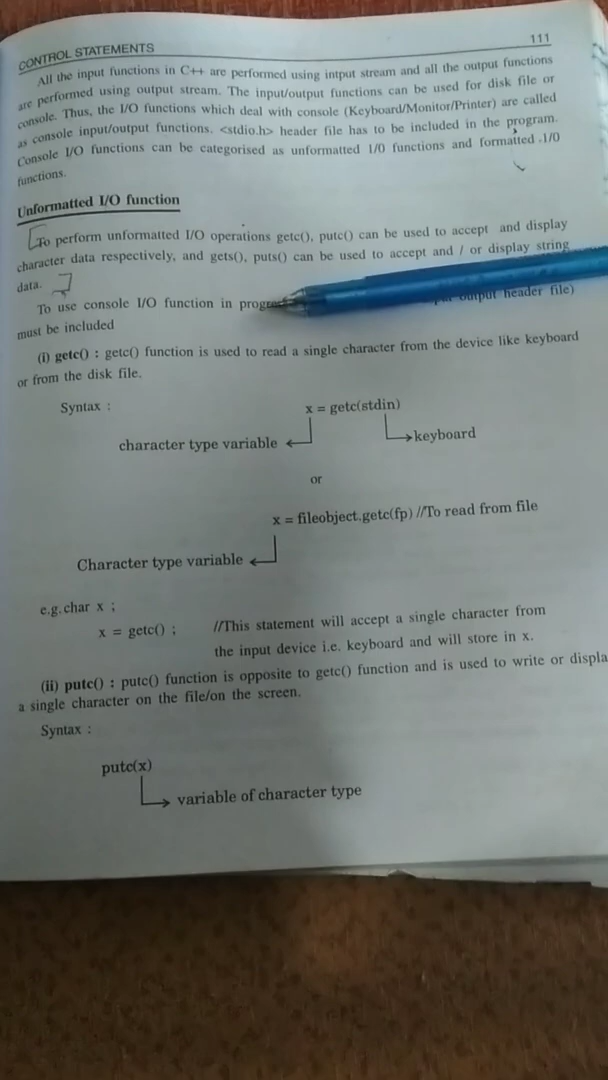 CONTROL STATEMENTS 111
All the input functions in C++ are performed using intput stream and all the output functions
are performed using output stream. The input/output functions can be used for disk file or
console. Thus, the I/O functions which deal with console (Keyboard/Monitor/Printer) are called
as console input/output functions. <stdio.h> header file has to be included in the program.
Console I/O functions can be categorised as unformatted 1/0 functions and formatted 1/0
functions.
Unformatted I/O function
To perform unformatted I/O operations getc(), putc() can be used to accept and display
character data respectively, and gets(), puts() can be used to accept and / or display string
data.
To use console I/O function in output header file)
must be included
(i) getc() : getc() function is used to read a single character from the device like keyboard
or from the disk file.
Syntax :
x = getc(stdin)
character type variable
keyboard
or
x = fileobject.getc(fp) //To read from file
Character type variable
e.g. char x ;
x = getc() ; //This statement will accept a single character from
the input device i.e. keyboard and will store in x.
(ii) putc() : putc() function is opposite to getc() function and is used to write or displa
a single character on the file/on the screen.
Syntax :
putc(x)
variable of character type